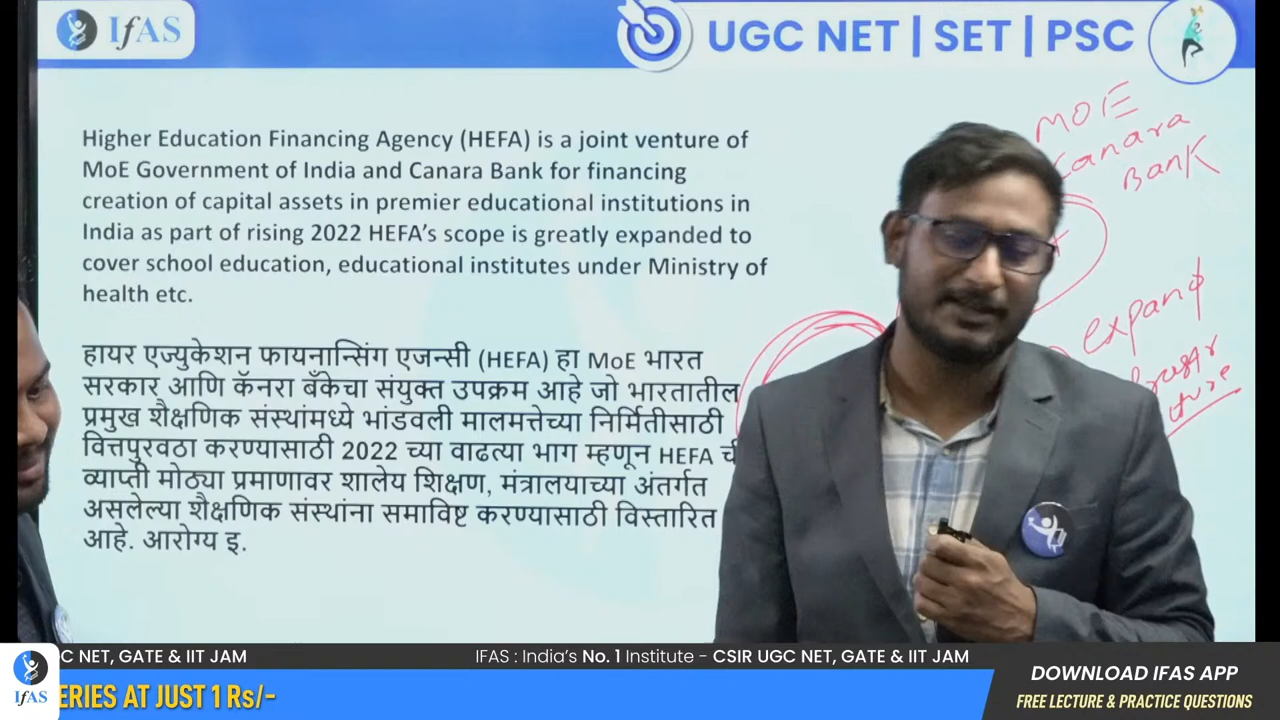 IfAS
UGC NET | SET | PSC
MOE
Canara
BANK
Higher Education Financing Agency (HEFA) is a joint venture of
MoE Government of India and Canara Bank for financing
creation of capital assets in premier educational institutions in
India as part of rising 2022 HEFA's scope is greatly expanded to
cover school education, educational institutes under Ministry of
health etc.
expand
हायर एज्युकेशन फायनान्सिंग एजन्सी (HEFA) हा MoE भारत
सरकार आणि कॅनरा बँकेचा संयुक्त उपक्रम आहे जो भारतातील
प्रमुख शैक्षणिक संस्थांमध्ये भांडवली मालमत्तेच्या निर्मितीसाठी
वित्तपुरवठा करण्यासाठी 2022 च्या वाढत्या भाग म्हणून HEFA ची
व्याप्ती मोठ्या प्रमाणावर शालेय शिक्षण, मंत्रालयाच्या अंतर्गत
असलेल्या शैक्षणिक संस्थांना समाविष्ट करण्यासाठी विस्तारित
आहे. आरोग्य इ.
C NET, GATE & IIT JAM
IFAS : India's No. 1 Institute - CSIR UGC NET, GATE & IIT JAM
DOWNLOAD IFAS APP
FREE LECTURE & PRACTICE QUESTIONS
IfAS
ERIES AT JUST 1 Rs/-